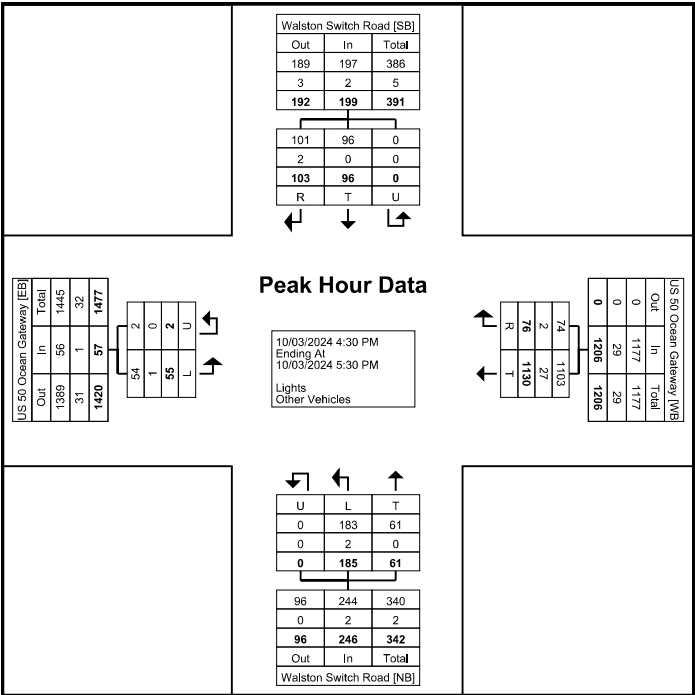 Walston Switch Road [SB]
Out In Total
189 197 386
3 2 5
192 199 391
101 96 0
2 0 0
103 96 0
R T U
Peak Hour Data
US 50 Ocean Gateway [EB]
Out In Total
1389 56 1445
31 1 32
1420 57 1477
L U
54 2
1 0
55 2
10/03/2024 4:30 PM
Ending At
10/03/2024 5:30 PM
Lights
Other Vehicles
R T
76 1130
2 27
74 1103
US 50 Ocean Gateway [WB
Out In Total
0 1177 1177
0 29 29
0 1206 1206
U L T
0 183 61
0 2 0
0 185 61
96 244 340
0 2 2
96 246 342
Out In Total
Walston Switch Road [NB]